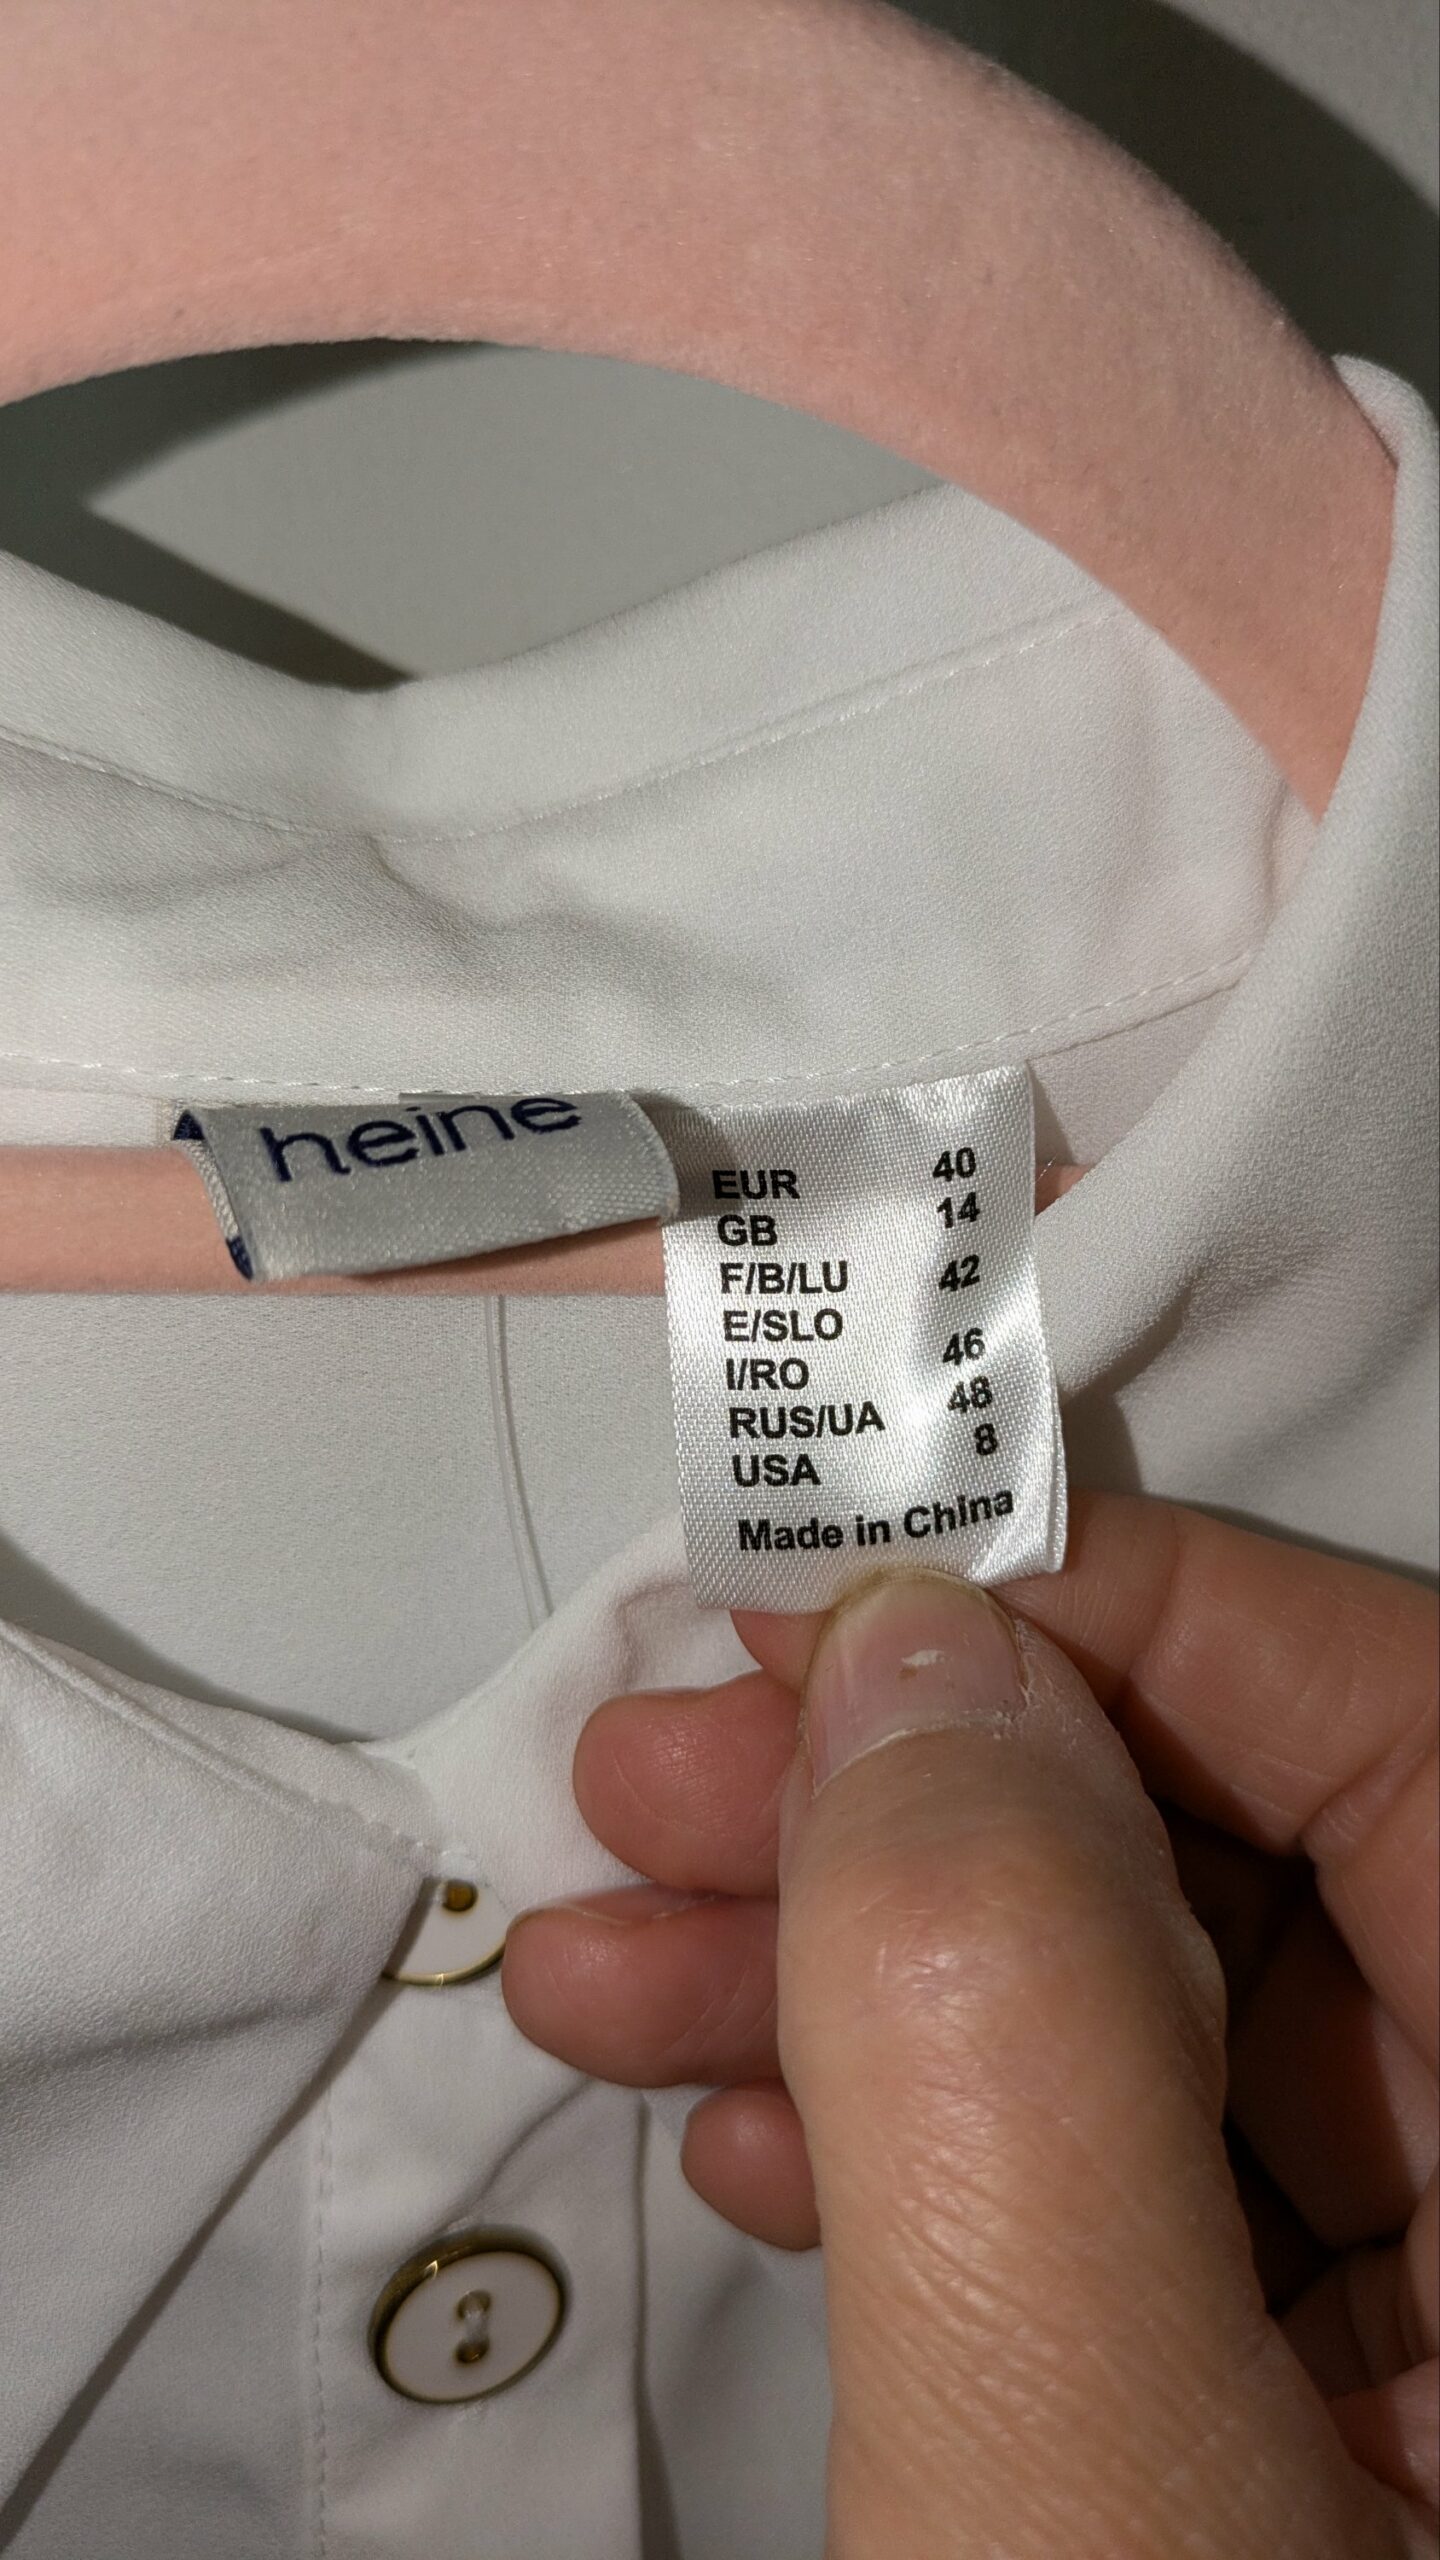 heine
EUR 40
GB 14
F/B/LU 42
E/SLO
I/RO 46
RUS/UA 48
USA 8
Made in China